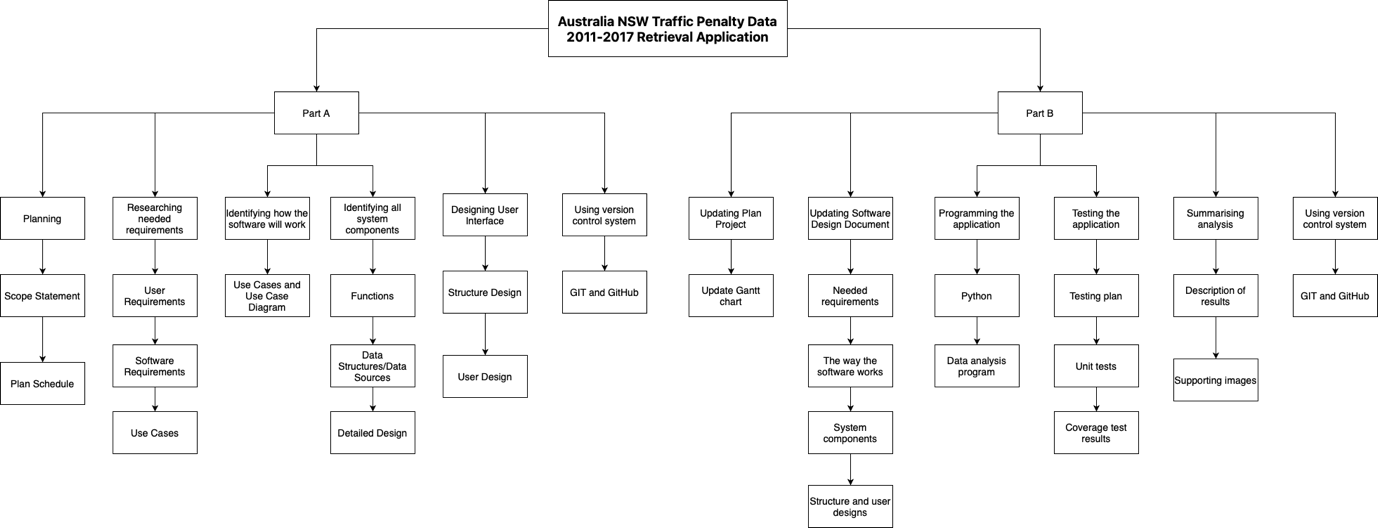 Australia NSW Traffic Penalty Data
2011-2017 Retrieval Application
Part A
Part B
Planning
Researching
needed
requirements
Identifying how the
software will work
Identifying all
system
components
Designing User
Interface
Using version
control system
Updating Plan
Project
Updating Software
Design Document
Programming the
application
Testing the
application
Summarising
analysis
Using version
control system
Scope Statement
User
Requirements
Use Cases and
Use Case
Diagram
Functions
Structure Design
GIT and GitHub
Update Gantt
chart
Needed
requirements
Python
Testing plan
Description of
results
GIT and GitHub
Plan Schedule
Software
Requirements
Data
Structures/Data
Sources
User Design
The way the
software works
Data analysis
program
Unit tests
Supporting images
Use Cases
Detailed Design
System
components
Coverage test
results
Structure and user
designs